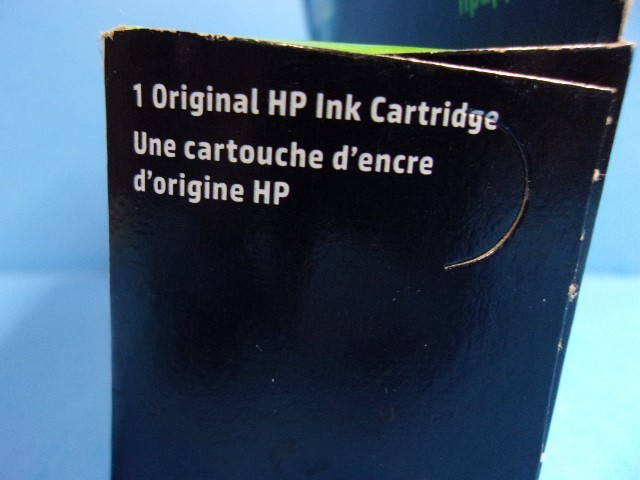 1 Original HP Ink Cartridge
Une cartouche d'encre
d'origine HP